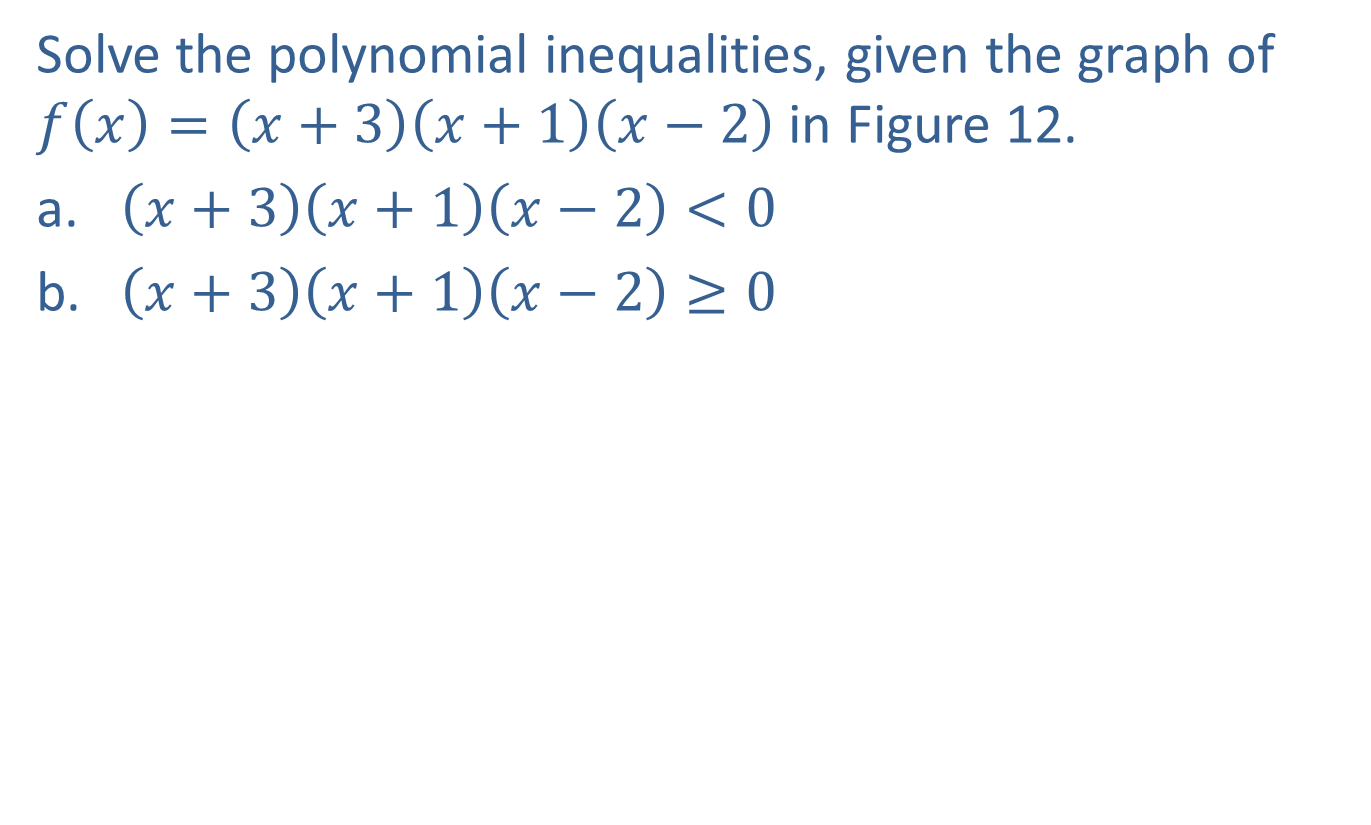 Solve the polynomial inequalities, given the graph of
f(x) = (x + 3)(x + 1)(x − 2) in Figure 12.
a. (x + 3)(x + 1)(x − 2) < 0
b. (x + 3)(x + 1)(x − 2) ≥ 0